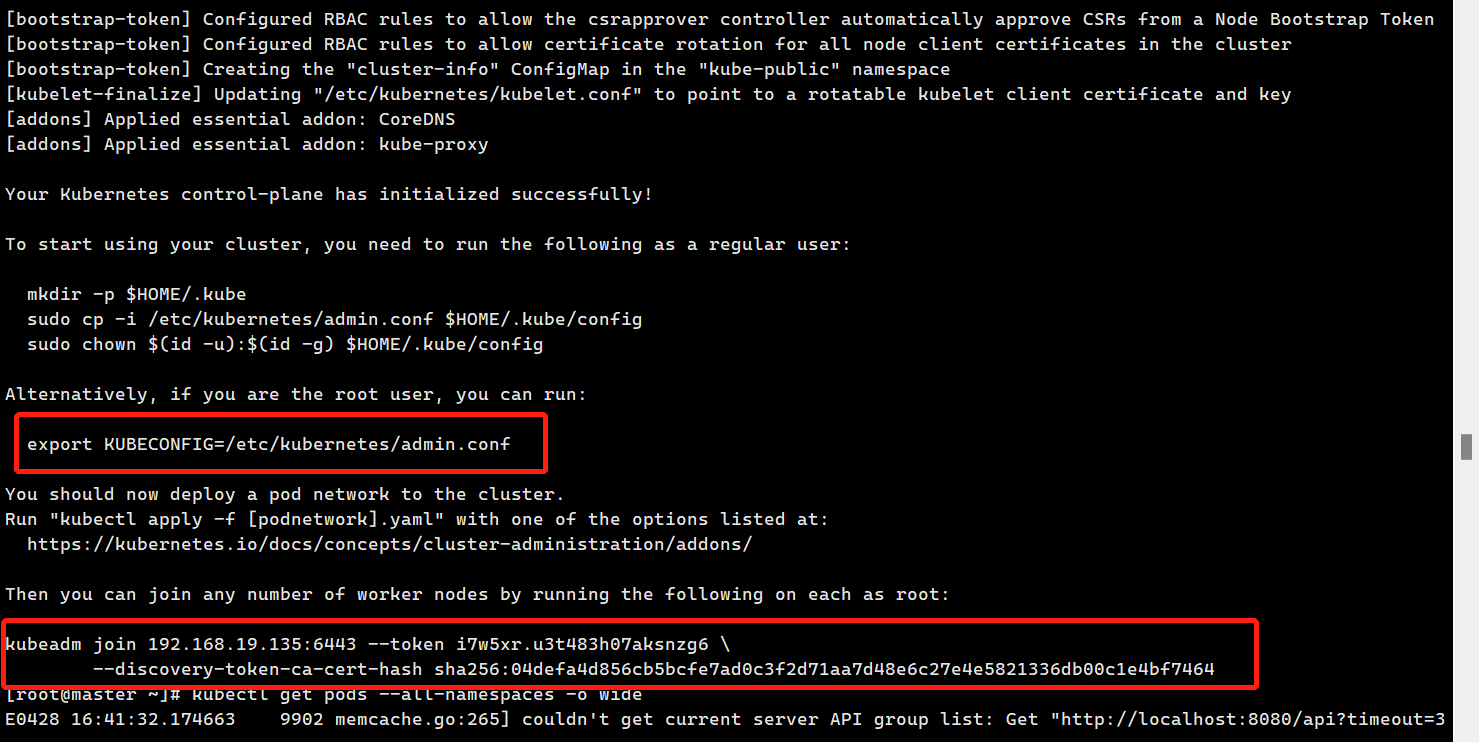 [bootstrap-token] Configured RBAC rules to allow the csrapprover controller automatically approve CSRs from a Node Bootstrap Token
[bootstrap-token] Configured RBAC rules to allow certificate rotation for all node client certificates in the cluster
[bootstrap-token] Creating the "cluster-info" ConfigMap in the "kube-public" namespace
[kubelet-finalize] Updating "/etc/kubernetes/kubelet.conf" to point to a rotatable kubelet client certificate and key
[addons] Applied essential addon: CoreDNS
[addons] Applied essential addon: kube-proxy
Your Kubernetes control-plane has initialized successfully!
To start using your cluster, you need to run the following as a regular user:
mkdir -p $HOME/.kube
sudo cp -i /etc/kubernetes/admin.conf $HOME/.kube/config
sudo chown $(id -u):$(id -g) $HOME/.kube/config
Alternatively, if you are the root user, you can run:
export KUBECONFIG=/etc/kubernetes/admin.conf
You should now deploy a pod network to the cluster.
Run "kubectl apply -f [podnetwork].yaml" with one of the options listed at:
https://kubernetes.io/docs/concepts/cluster-administration/addons/
Then you can join any number of worker nodes by running the following on each as root:
kubeadm join 192.168.19.135:6443 --token i7w5xr.u3t483h07aksnzg6 \
--discovery-token-ca-cert-hash sha256:04defa4d856cb5bcfe7ad0c3f2d71aa7d48e6c27e4e5821336db00c1e4bf7464
[root@master ~]# kubectl get pods --all-namespaces -o wide
E0428 16:41:32.174663 9902 memcache.go:265] couldn't get current server API group list: Get "http://localhost:8080/api?timeout=3